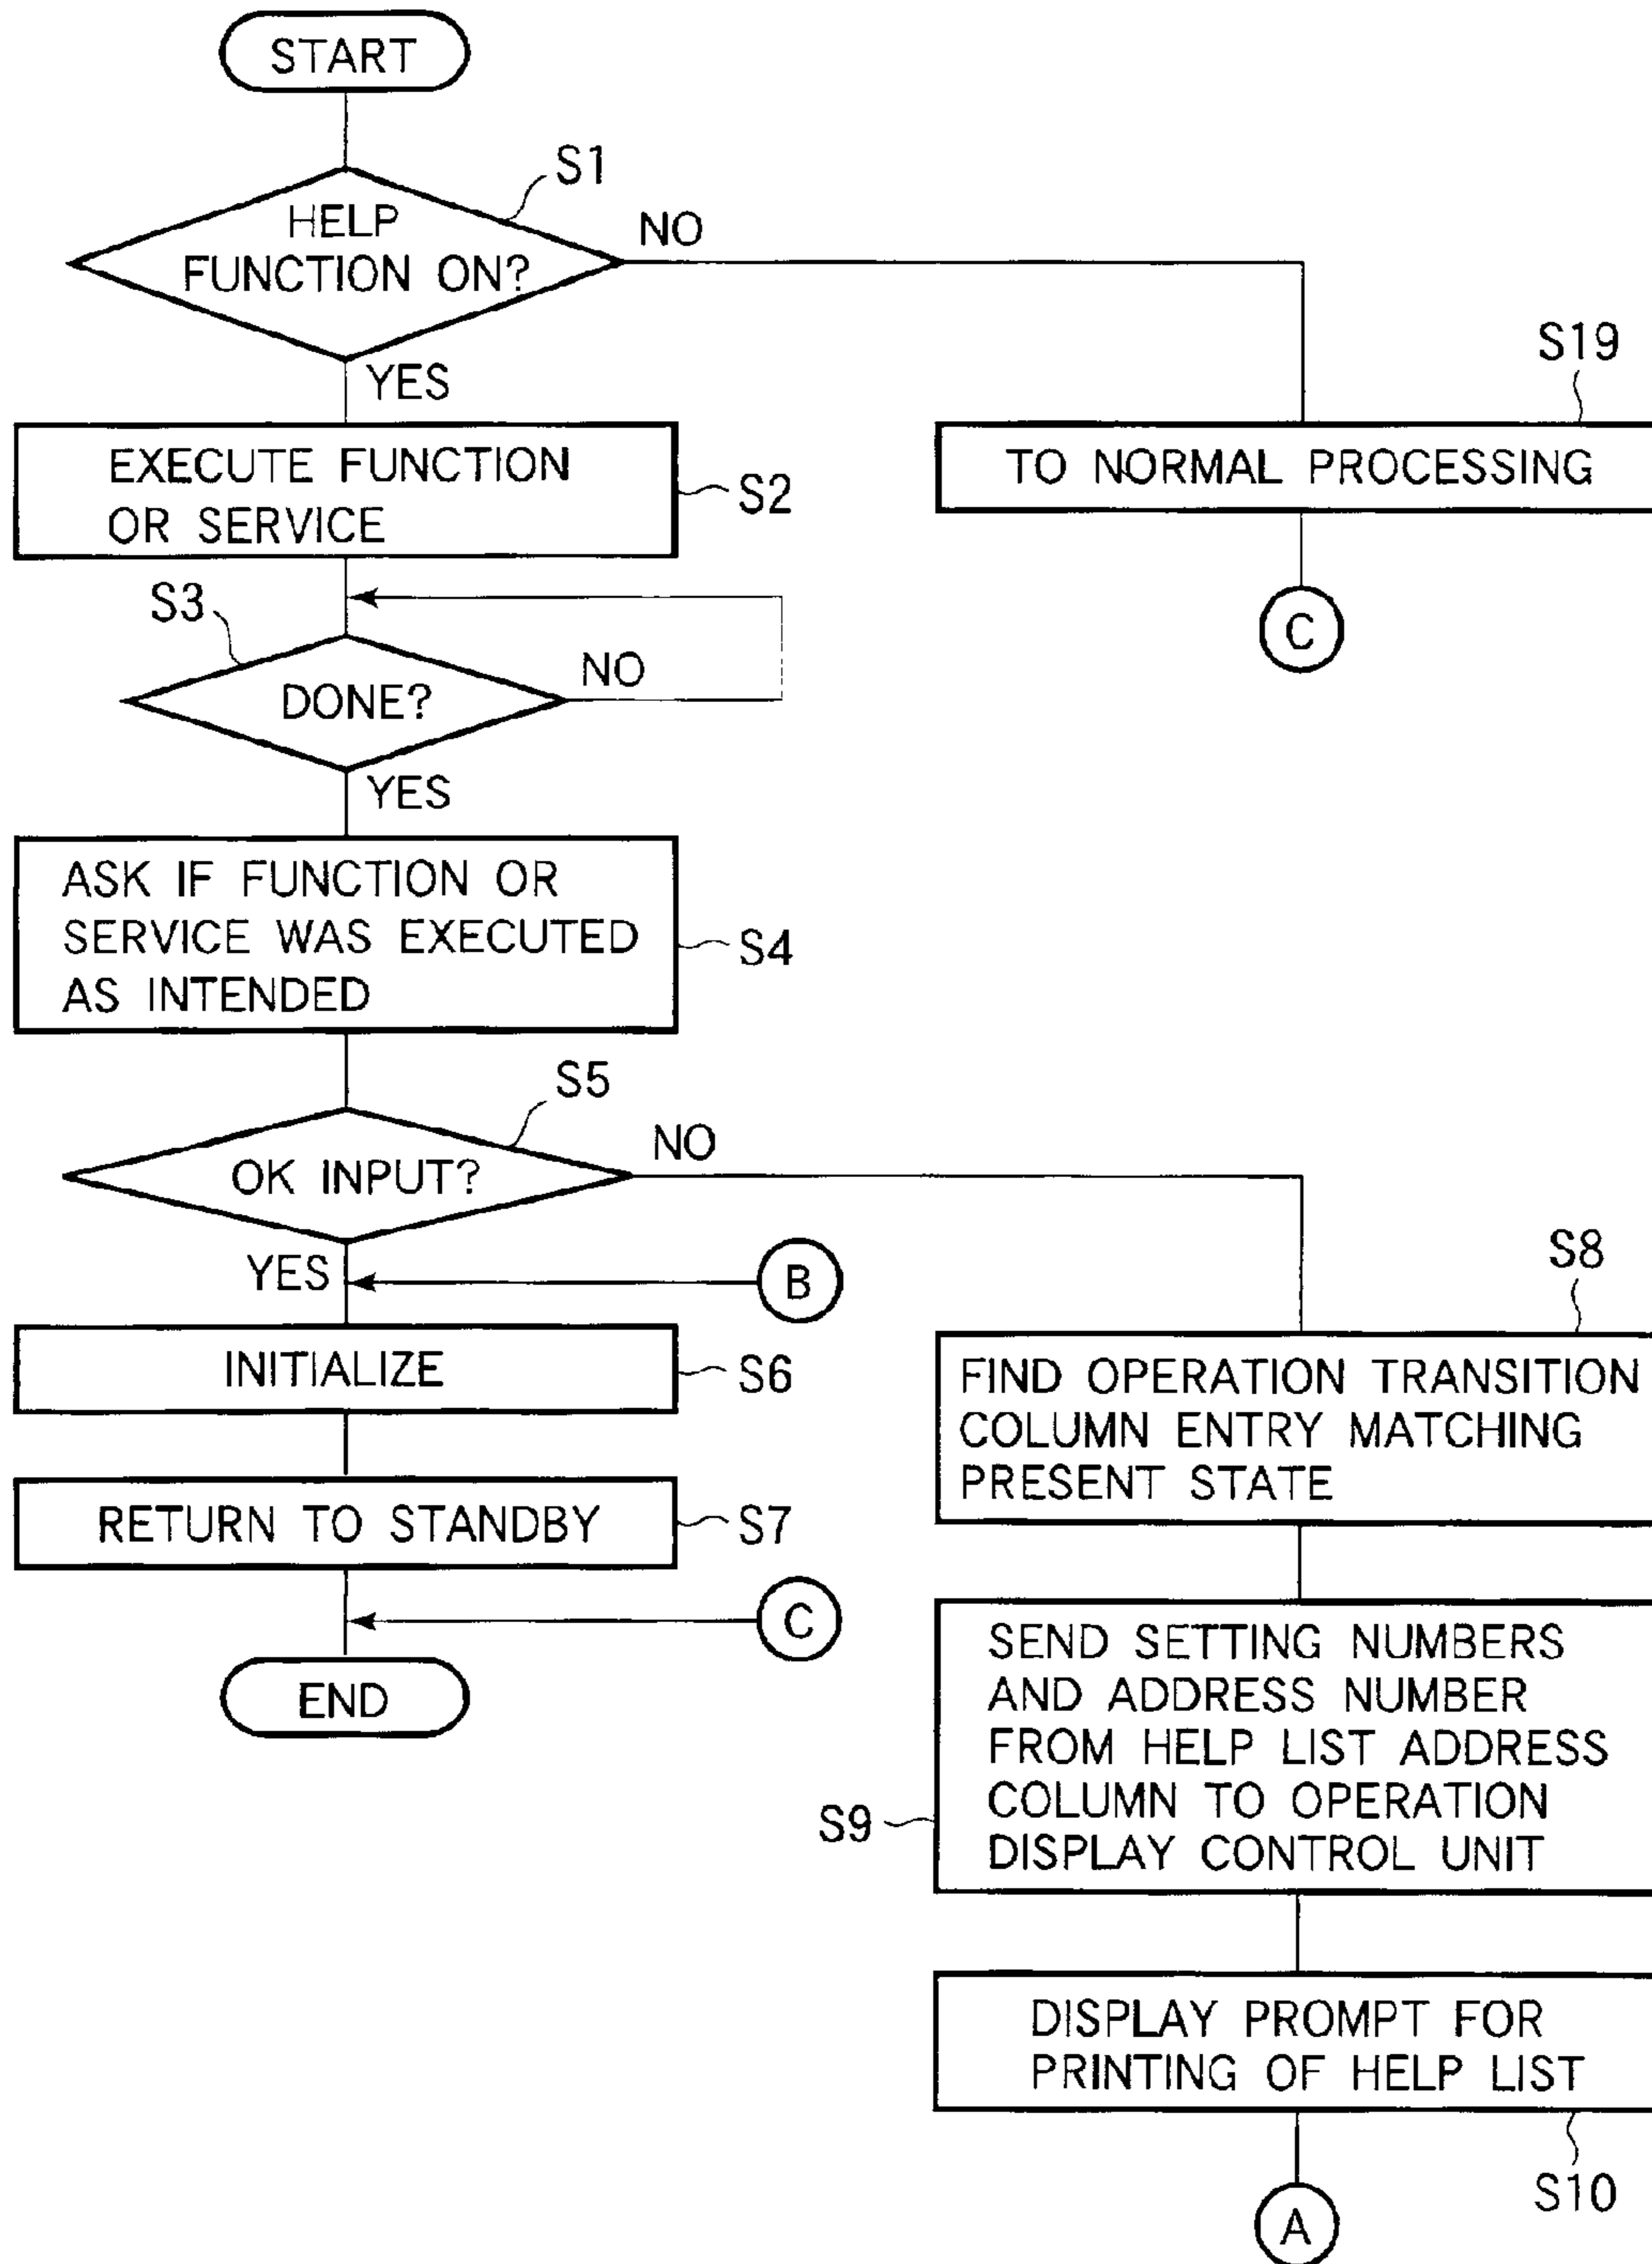 START
S1
HELP
FUNCTION ON?
NO
YES
S19
EXECUTE FUNCTION
OR SERVICE
S2
TO NORMAL PROCESSING
C
S3
DONE?
NO
YES
ASK IF FUNCTION OR
SERVICE WAS EXECUTED
AS INTENDED
S4
S5
OK INPUT?
NO
YES
B
S8
INITIALIZE
S6
FIND OPERATION TRANSITION
COLUMN ENTRY MATCHING
PRESENT STATE
RETURN TO STANDBY
S7
C
END
SEND SETTING NUMBERS
AND ADDRESS NUMBER
FROM HELP LIST ADDRESS
COLUMN TO OPERATION
DISPLAY CONTROL UNIT
S9
DISPLAY PROMPT FOR
PRINTING OF HELP LIST
S10
A